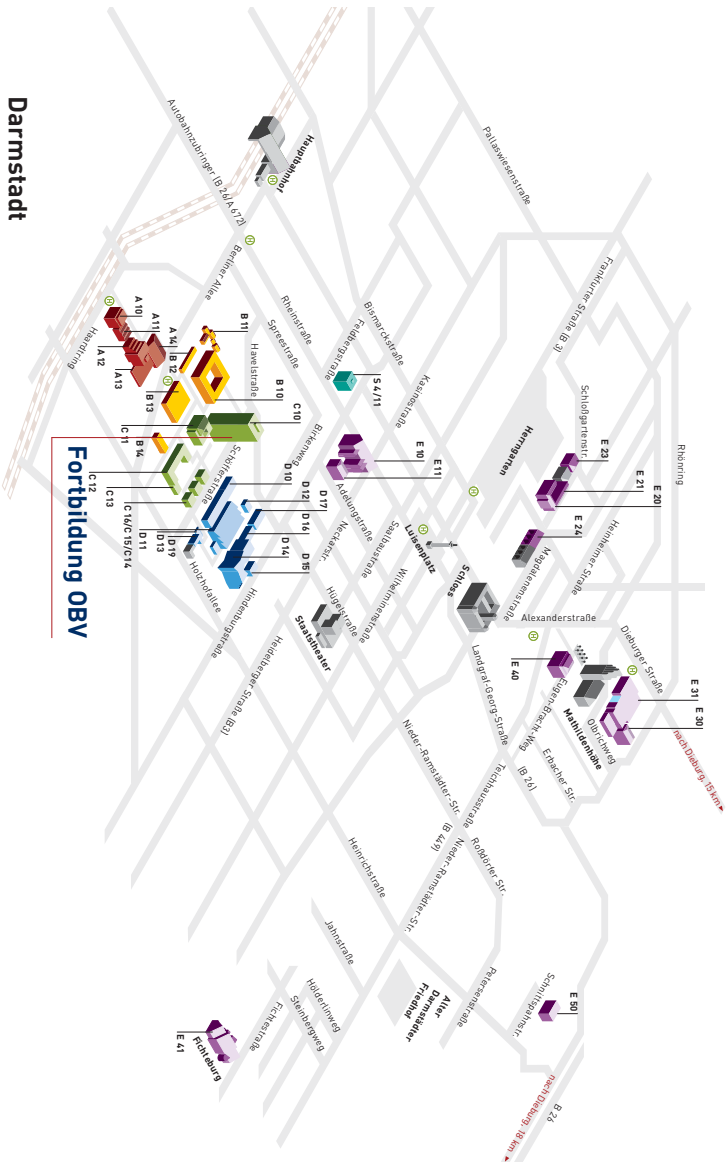 Darmstadt
Hauptbahnhof
Autobahnzubringer (B 26/A 672)
Berliner Allee
Rheinstraße
Spreestraße
Havelstraße
Haardtring
A 10
A 11
A 12
A 13
A 14
B 11
B 12
B 10
B 13
B 14
C 10
C 11
C 12
C 13
C 16/C 15/C 14
Schöfferstraße
Birkenweg
D 10
D 12
D 17
D 16
D 14
D 15
D 11
D 13
D 19
Holzhofallee
Hindenburgstraße
Heidelberger Straße (B3)
Fortbildung OBV
Pallaswiesenstraße
Frankfurter Straße (B 3)
Bismarckstraße
Feldbergstraße
Kasinostraße
S 4/11
E 10
E 11
Adelungstraße
Neckarstr.
Saalbaustraße
Wilhelminenstraße
Hügelstraße
Staatstheater
Luisenplatz
Schloss
Herrngarten
Schloßgartenstr.
E 23
E 21
E 20
E 24
Rhönring
Heinheimer Straße
Magdalenenstraße
Alexanderstraße
Dieburger Straße
E 40
E 31
E 30
Eugen-Bracht-Weg
Mathildenhöhe
Olbrichweg
Erbacher Str.
nach Dieburg, 15 km
Landgraf-Georg-Straße
(B 26)
Teichhausstraße
(B 449)
Nieder-Ramstädter-Str.
Nieder-Ramstädter-Str.
Roßdörfer Str.
Heinrichstraße
Jahnstraße
Hölderlinweg
Steinbergweg
Fichtestraße
Fichteburg
E 41
Alter
Darmstädter
Friedhof
Petersenstraße
Schnittspahnstr.
E 50
B 26
nach Dieburg, 18 km
H
H
H
H
H
H
H
H